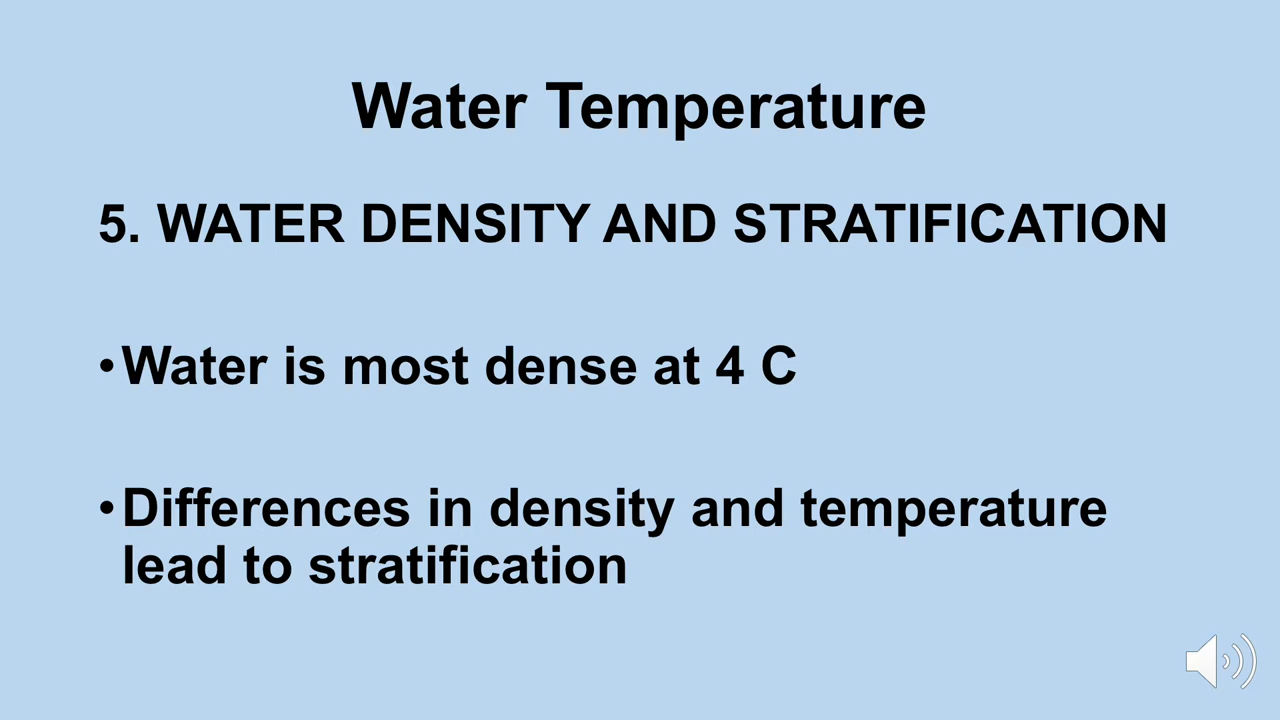 Water Temperature
5. WATER DENSITY AND STRATIFICATION
•Water is most dense at 4 C
•Differences in density and temperature
lead to stratification